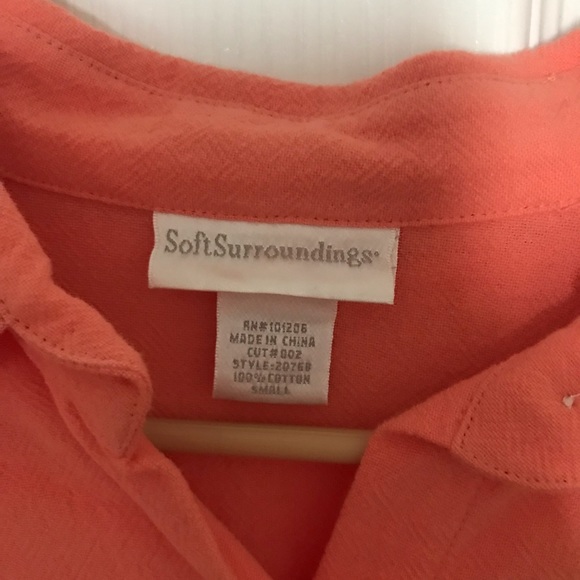 SoftSurroundings
RN#101206
MADE IN CHINA
CUT#002
STYLE:20768
100% COTTON
SMALL